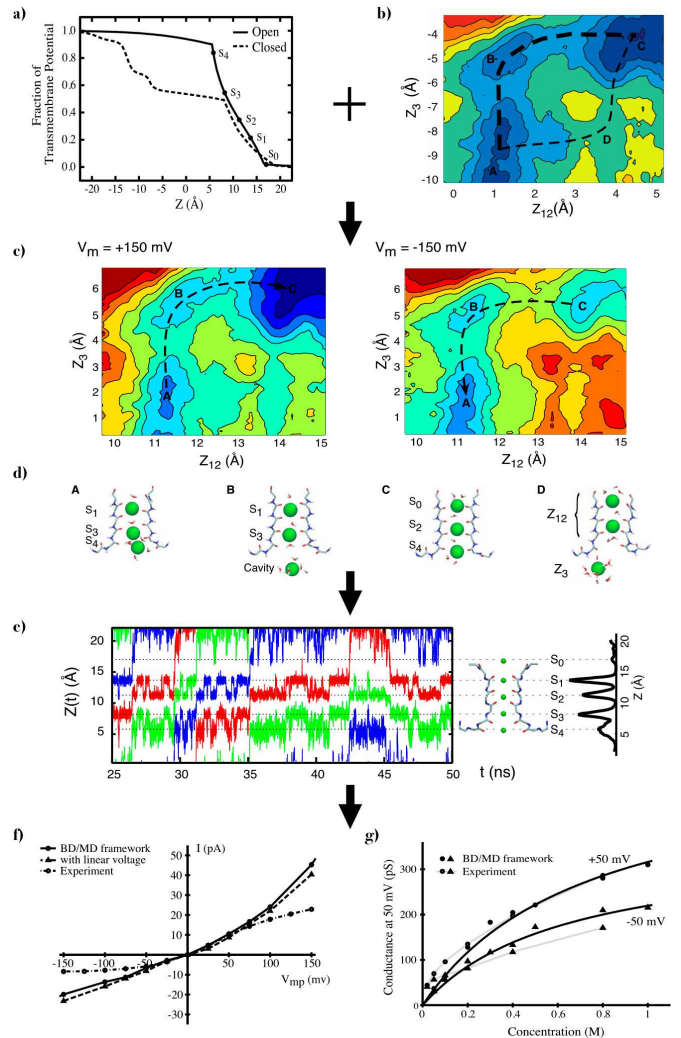 a)
Fraction of
Transmembrane Potential
1.0
0.8
0.6
0.4
0.2
0.0
Open
Closed
S4
S3
S2
S1
S0
-20 -15 -10 -5 0 5 10 15 20
Z (Å)
b)
Z3 (Å)
-4
-5
-6
-7
-8
-9
-10
B
C
D
A
0 1 2 3 4 5
Z12(Å)
c)
Vm = +150 mV
Z3 (Å)
6
5
4
3
2
1
B
C
A
10 11 12 13 14 15
Z12 (Å)
Vm = -150 mV
Z3 (Å)
6
5
4
3
2
1
B
C
A
10 11 12 13 14 15
Z12 (Å)
d)
A
S1
S3
S4
B
S1
S3
Cavity
C
S0
S2
S4
D
Z12
Z3
e)
Z(t) (Å)
20
15
10
5
25 30 35 40 45 50
t (ns)
S0
S1
S2
S3
S4
20
15
10
5
Z (Å)
f)
I (pA)
BD/MD framework
with linear voltage
Experiment
50
40
30
20
10
0
-10
-20
-30
-150 -100 -50 0 50 100 150
Vmp (mv)
g)
BD/MD framework
Experiment
+50 mV
-50 mV
Conductance at 50 mV (pS)
400
300
200
100
0
0 0.2 0.4 0.6 0.8 1
Concentration (M)